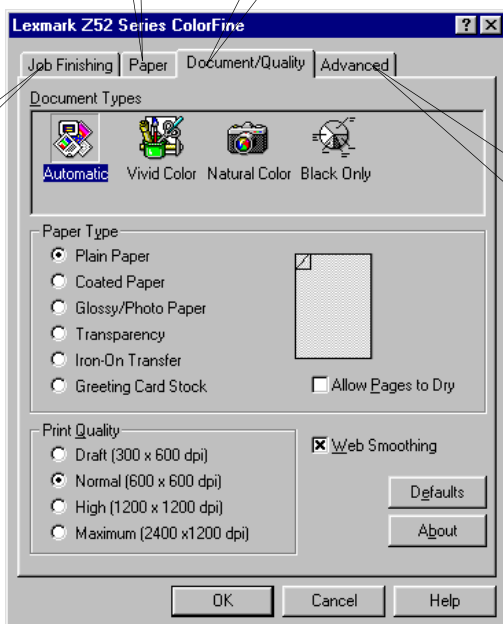 Lexmark Z52 Series ColorFine
Job Finishing Paper Document/Quality Advanced
Document Types
Automatic Vivid Color Natural Color Black Only
Paper Type
Plain Paper
Coated Paper
Glossy/Photo Paper
Transparency
Iron-On Transfer
Greeting Card Stock
Allow Pages to Dry
Print Quality
Draft (300 x 600 dpi)
Normal (600 x 600 dpi)
High (1200 x 1200 dpi)
Maximum (2400 x1200 dpi)
Web Smoothing
Defaults
About
OK Cancel Help